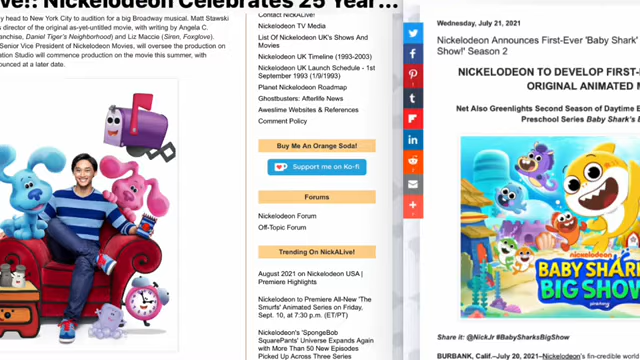 ve!: Nickelodeon Celebrates 25 Year...
y head to New York City to audition for a big Broadway musical. Matt Stawski
s director of the original as-yet-untitled movie, with writing by Angela C.
nchise, Daniel Tiger's Neighborhood) and Liz Maccie (Siren, Foxglove).
Senior Vice President of Nickelodeon Movies, will oversee the production on
ation Studio will commence production on the movie this summer, with
ounced at a later date.
Contact NickALive!
Nickelodeon TV Media
List Of Nickelodeon UK's Shows And
Movies
Nickelodeon UK Timeline (1993-2003)
Nickelodeon UK Launch Schedule - 1st
September 1993 (1/9/1993)
Planet Nickelodeon Roadmap
Ghostbusters: Afterlife News
Awesome Websites & References
Comment Policy
Buy Me An Orange Soda!
Support me on Ko-fi
Forums
Nickelodeon Forum
Off-Topic Forum
Trending On NickALive!
August 2021 on Nickelodeon USA |
Premiere Highlights
Nickelodeon to Premiere All-New 'The
Smurfs' Animated Series on Friday,
Sept. 10, at 7:30 p.m. (ET/PT)
Nickelodeon's 'SpongeBob
SquarePants' Universe Expands Again
with More Than 50 New Episodes
Picked Up Across Three Series
Wednesday, July 21, 2021
Nickelodeon Announces First-Ever 'Baby Shark'
Show!' Season 2
NICKELODEON TO DEVELOP FIRST-
ORIGINAL ANIMATED M
Net Also Greenlights Second Season of Daytime E
Preschool Series Baby Shark's B
nickelodeon
BABY SHARK
BIG SHOW
pinkfong
Share it: @NickJr #BabySharksBigShow
BURBANK, Calif.–July 20, 2021–Nickelodeon's fin-credible world